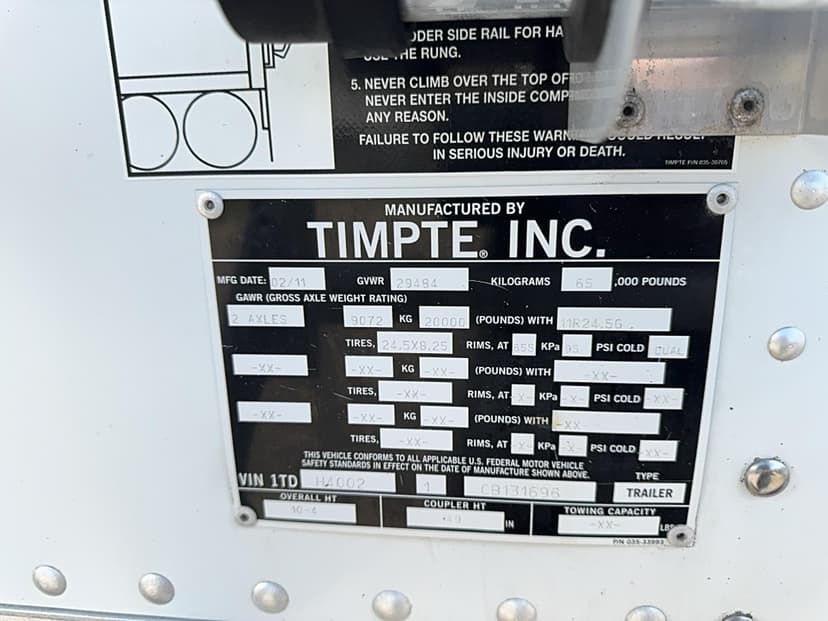 DDER SIDE RAIL FOR HA
USE THE RUNG.
5. NEVER CLIMB OVER THE TOP OF
NEVER ENTER THE INSIDE COMP
ANY REASON.
FAILURE TO FOLLOW THESE WARN COULD RESULT
IN SERIOUS INJURY OR DEATH.
TIMPTE P/N 035-30705
MANUFACTURED BY
TIMPTE® INC.
MFG DATE: 02/11 GVWR 29484 KILOGRAMS 65 ,000 POUNDS
GAWR (GROSS AXLE WEIGHT RATING)
2 AXLES 9072 KG 20000 (POUNDS) WITH 11R24.5G
TIRES, 24.5X8.25 RIMS, AT 655 KPa 95 PSI COLD DUAL
-XX- -XX- KG -XX- (POUNDS) WITH -XX-
TIRES, -XX- RIMS, AT -X- KPa -X- PSI COLD -XX-
-XX- -XX- KG -XX- (POUNDS) WITH -XX
TIRES, -XX- RIMS, AT -X- KPa -X- PSI COLD -XX-
THIS VEHICLE CONFORMS TO ALL APPLICABLE U.S. FEDERAL MOTOR VEHICLE
SAFETY STANDARDS IN EFFECT ON THE DATE OF MANUFACTURE SHOWN ABOVE. TYPE
VIN 1TD H4002 1 CB131696 TRAILER
OVERALL HT COUPLER HT TOWING CAPACITY
10-4 49 IN -XX- LBS
P/N 035-33993